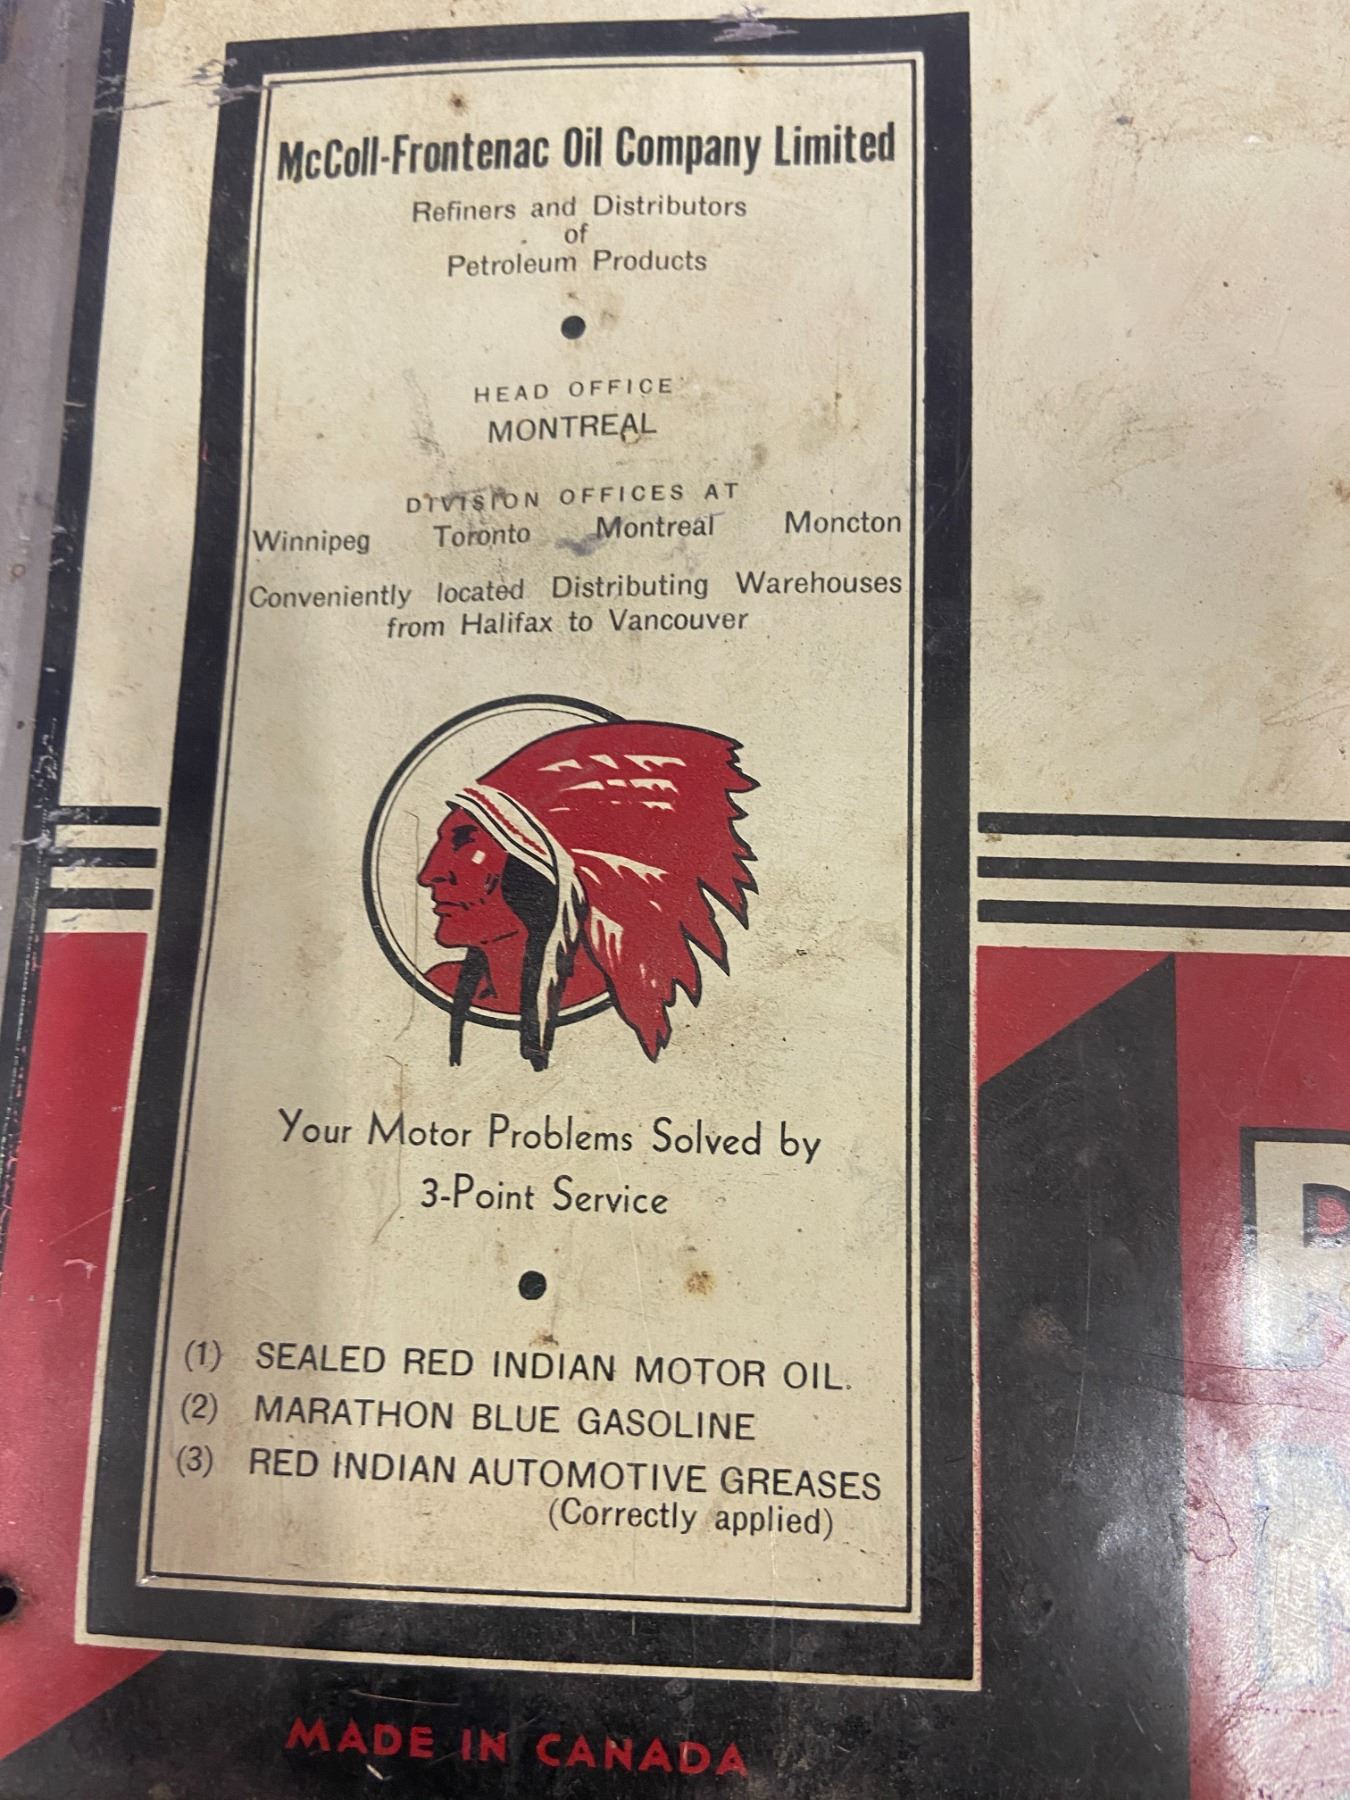 McColl-Frontenac Oil Company Limited
Refiners and Distributors
of
Petroleum Products
HEAD OFFICE
MONTREAL
DIVISION OFFICES AT
Winnipeg Toronto Montreal Moncton
Conveniently located Distributing Warehouses
from Halifax to Vancouver
Your Motor Problems Solved by
3-Point Service
(1) SEALED RED INDIAN MOTOR OIL.
(2) MARATHON BLUE GASOLINE
(3) RED INDIAN AUTOMOTIVE GREASES
(Correctly applied)
MADE IN CANADA